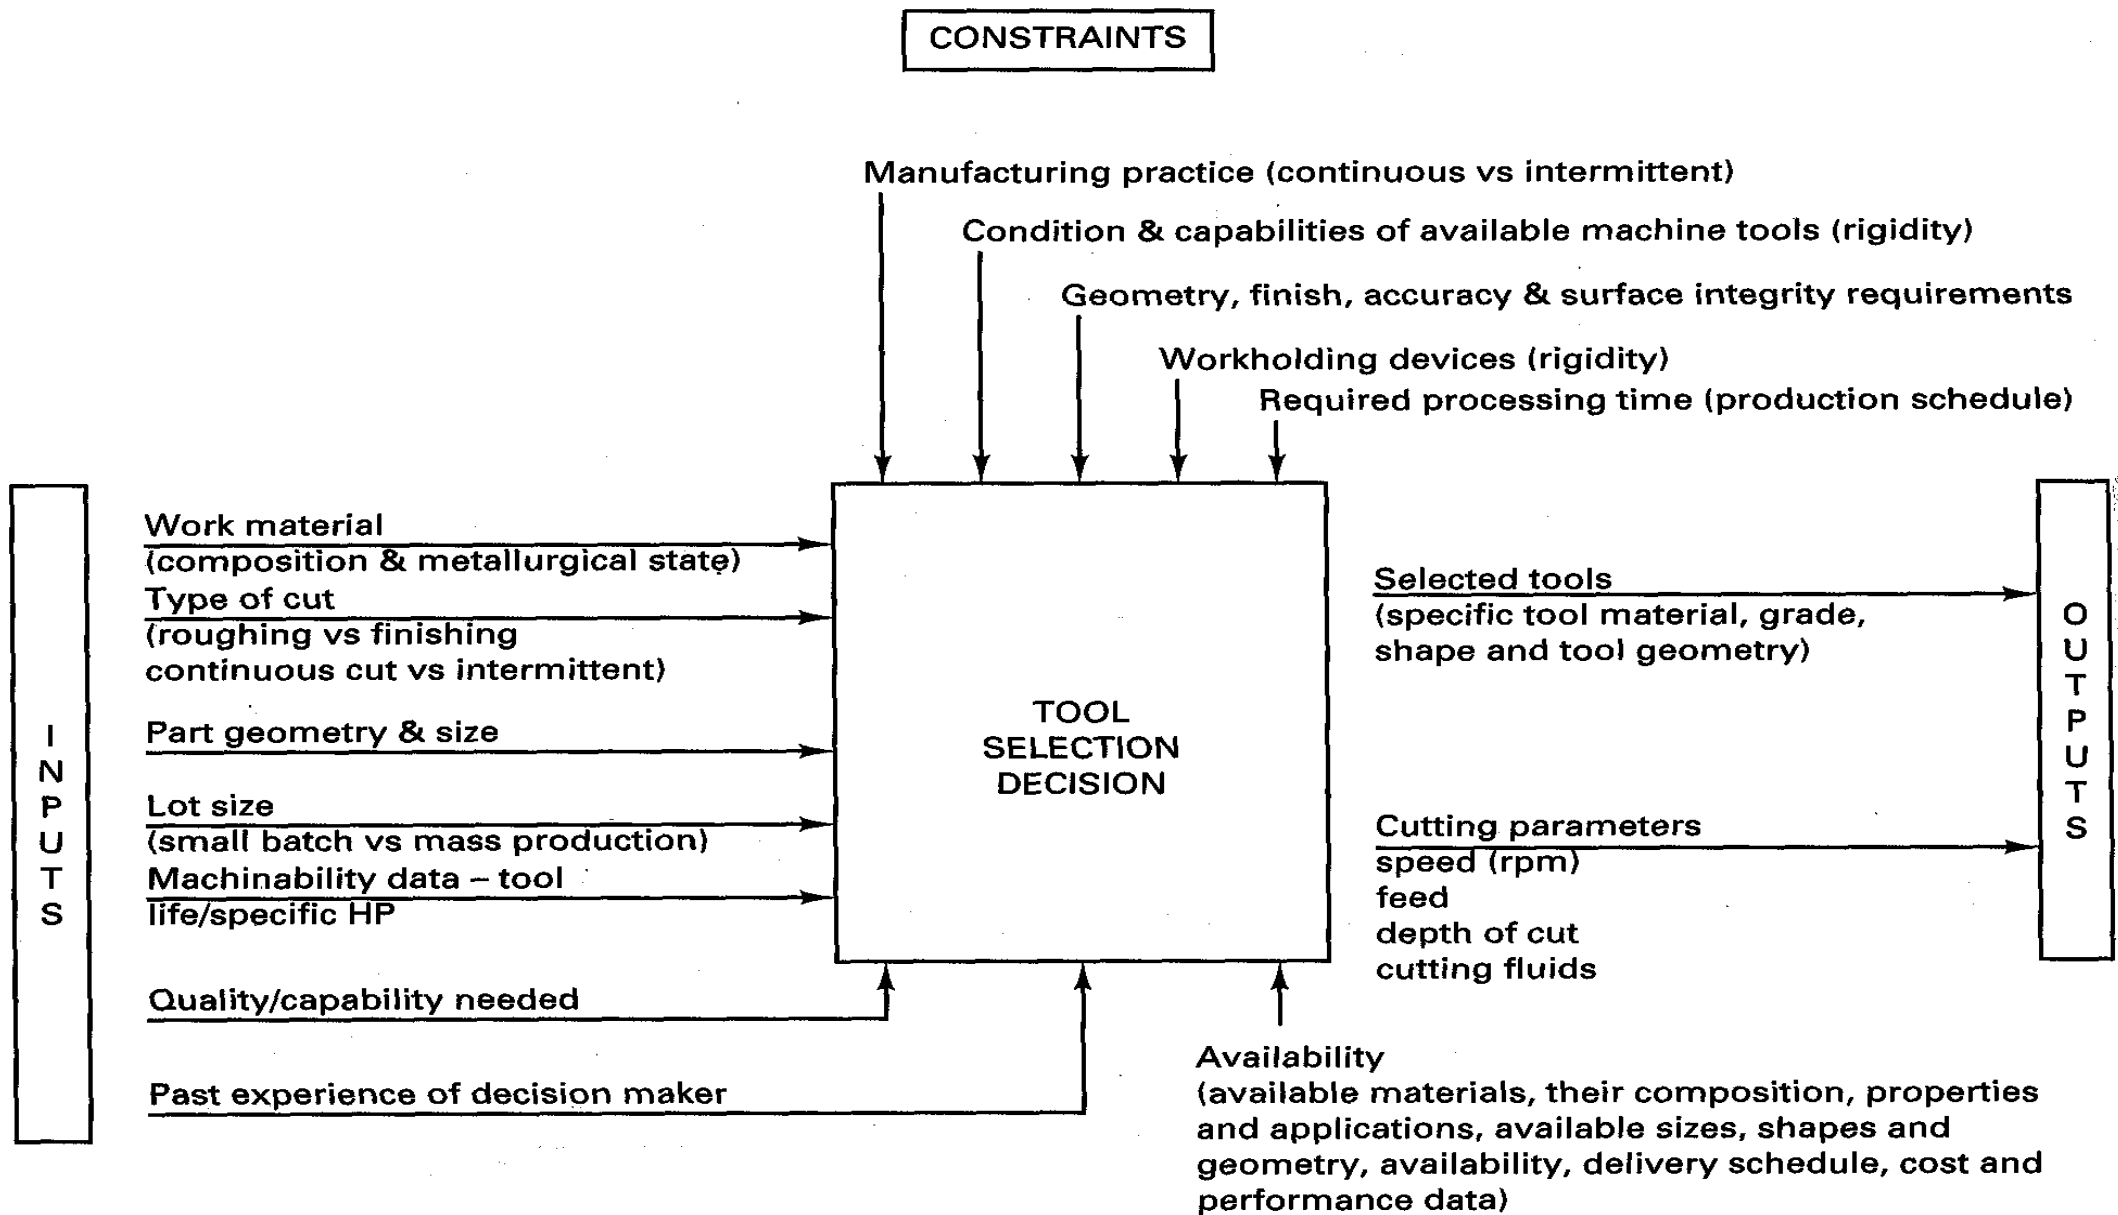 CONSTRAINTS
Manufacturing practice (continuous vs intermittent)
Condition & capabilities of available machine tools (rigidity)
Geometry, finish, accuracy & surface integrity requirements
Workholding devices (rigidity)
Required processing time (production schedule)
INPUTS
Work material
(composition & metallurgical state)
Type of cut
(roughing vs finishing
continuous cut vs intermittent)
Part geometry & size
Lot size
(small batch vs mass production)
Machinability data – tool
life/specific HP
Quality/capability needed
Past experience of decision maker
TOOL
SELECTION
DECISION
Selected tools
(specific tool material, grade,
shape and tool geometry)
Cutting parameters
speed (rpm)
feed
depth of cut
cutting fluids
OUTPUTS
Availability
(available materials, their composition, properties
and applications, available sizes, shapes and
geometry, availability, delivery schedule, cost and
performance data)